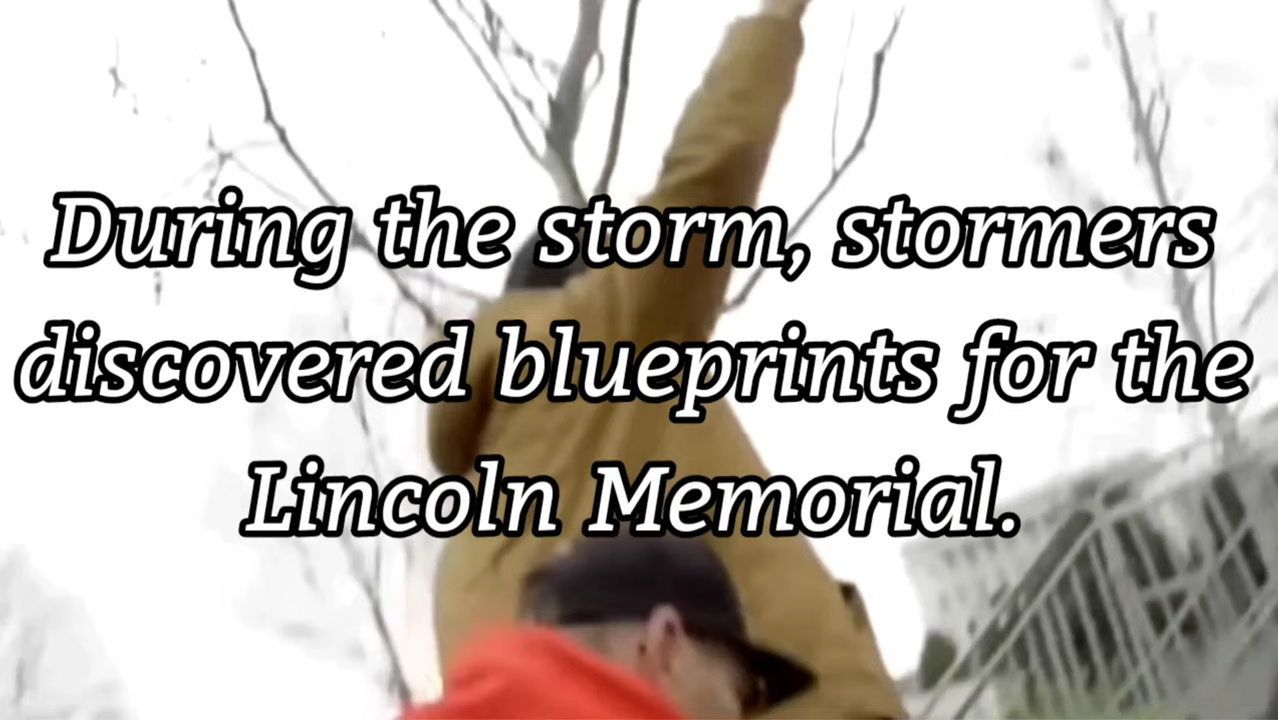 During the storm, stormers
discovered blueprints for the
Lincoln Memorial.